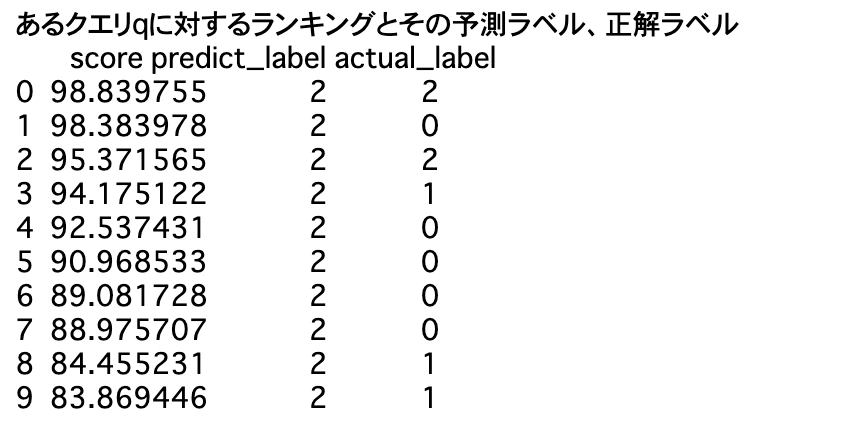 あるクエリqに対するランキングとその予測ラベル、正解ラベル
score predict_label actual_label
0 98.839755 2 2
1 98.383978 2 0
2 95.371565 2 2
3 94.175122 2 1
4 92.537431 2 0
5 90.968533 2 0
6 89.081728 2 0
7 88.975707 2 0
8 84.455231 2 1
9 83.869446 2 1